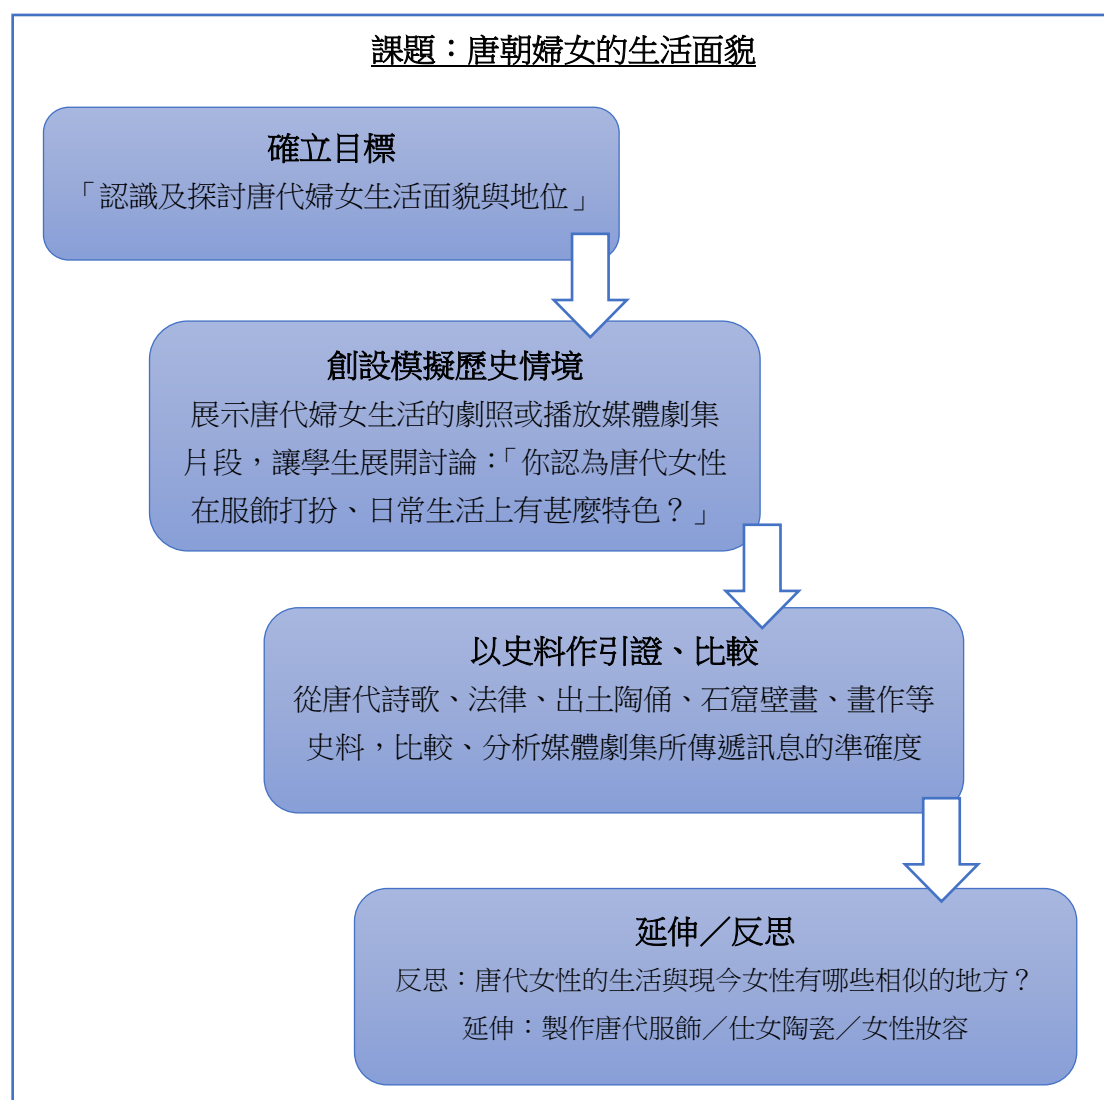 課題：唐朝婦女的生活面貌
確立目標
「認識及探討唐代婦女生活面貌與地位」
創設模擬歷史情境
展示唐代婦女生活的劇照或播放媒體劇集
片段，讓學生展開討論：「你認為唐代女性
在服飾打扮、日常生活上有甚麼特色？」
以史料作引證、比較
從唐代詩歌、法律、出土陶俑、石窟壁畫、畫作等
史料，比較、分析媒體劇集所傳遞訊息的準確度
延伸／反思
反思：唐代女性的生活與現今女性有哪些相似的地方？
延伸：製作唐代服飾／仕女陶瓷／女性妝容